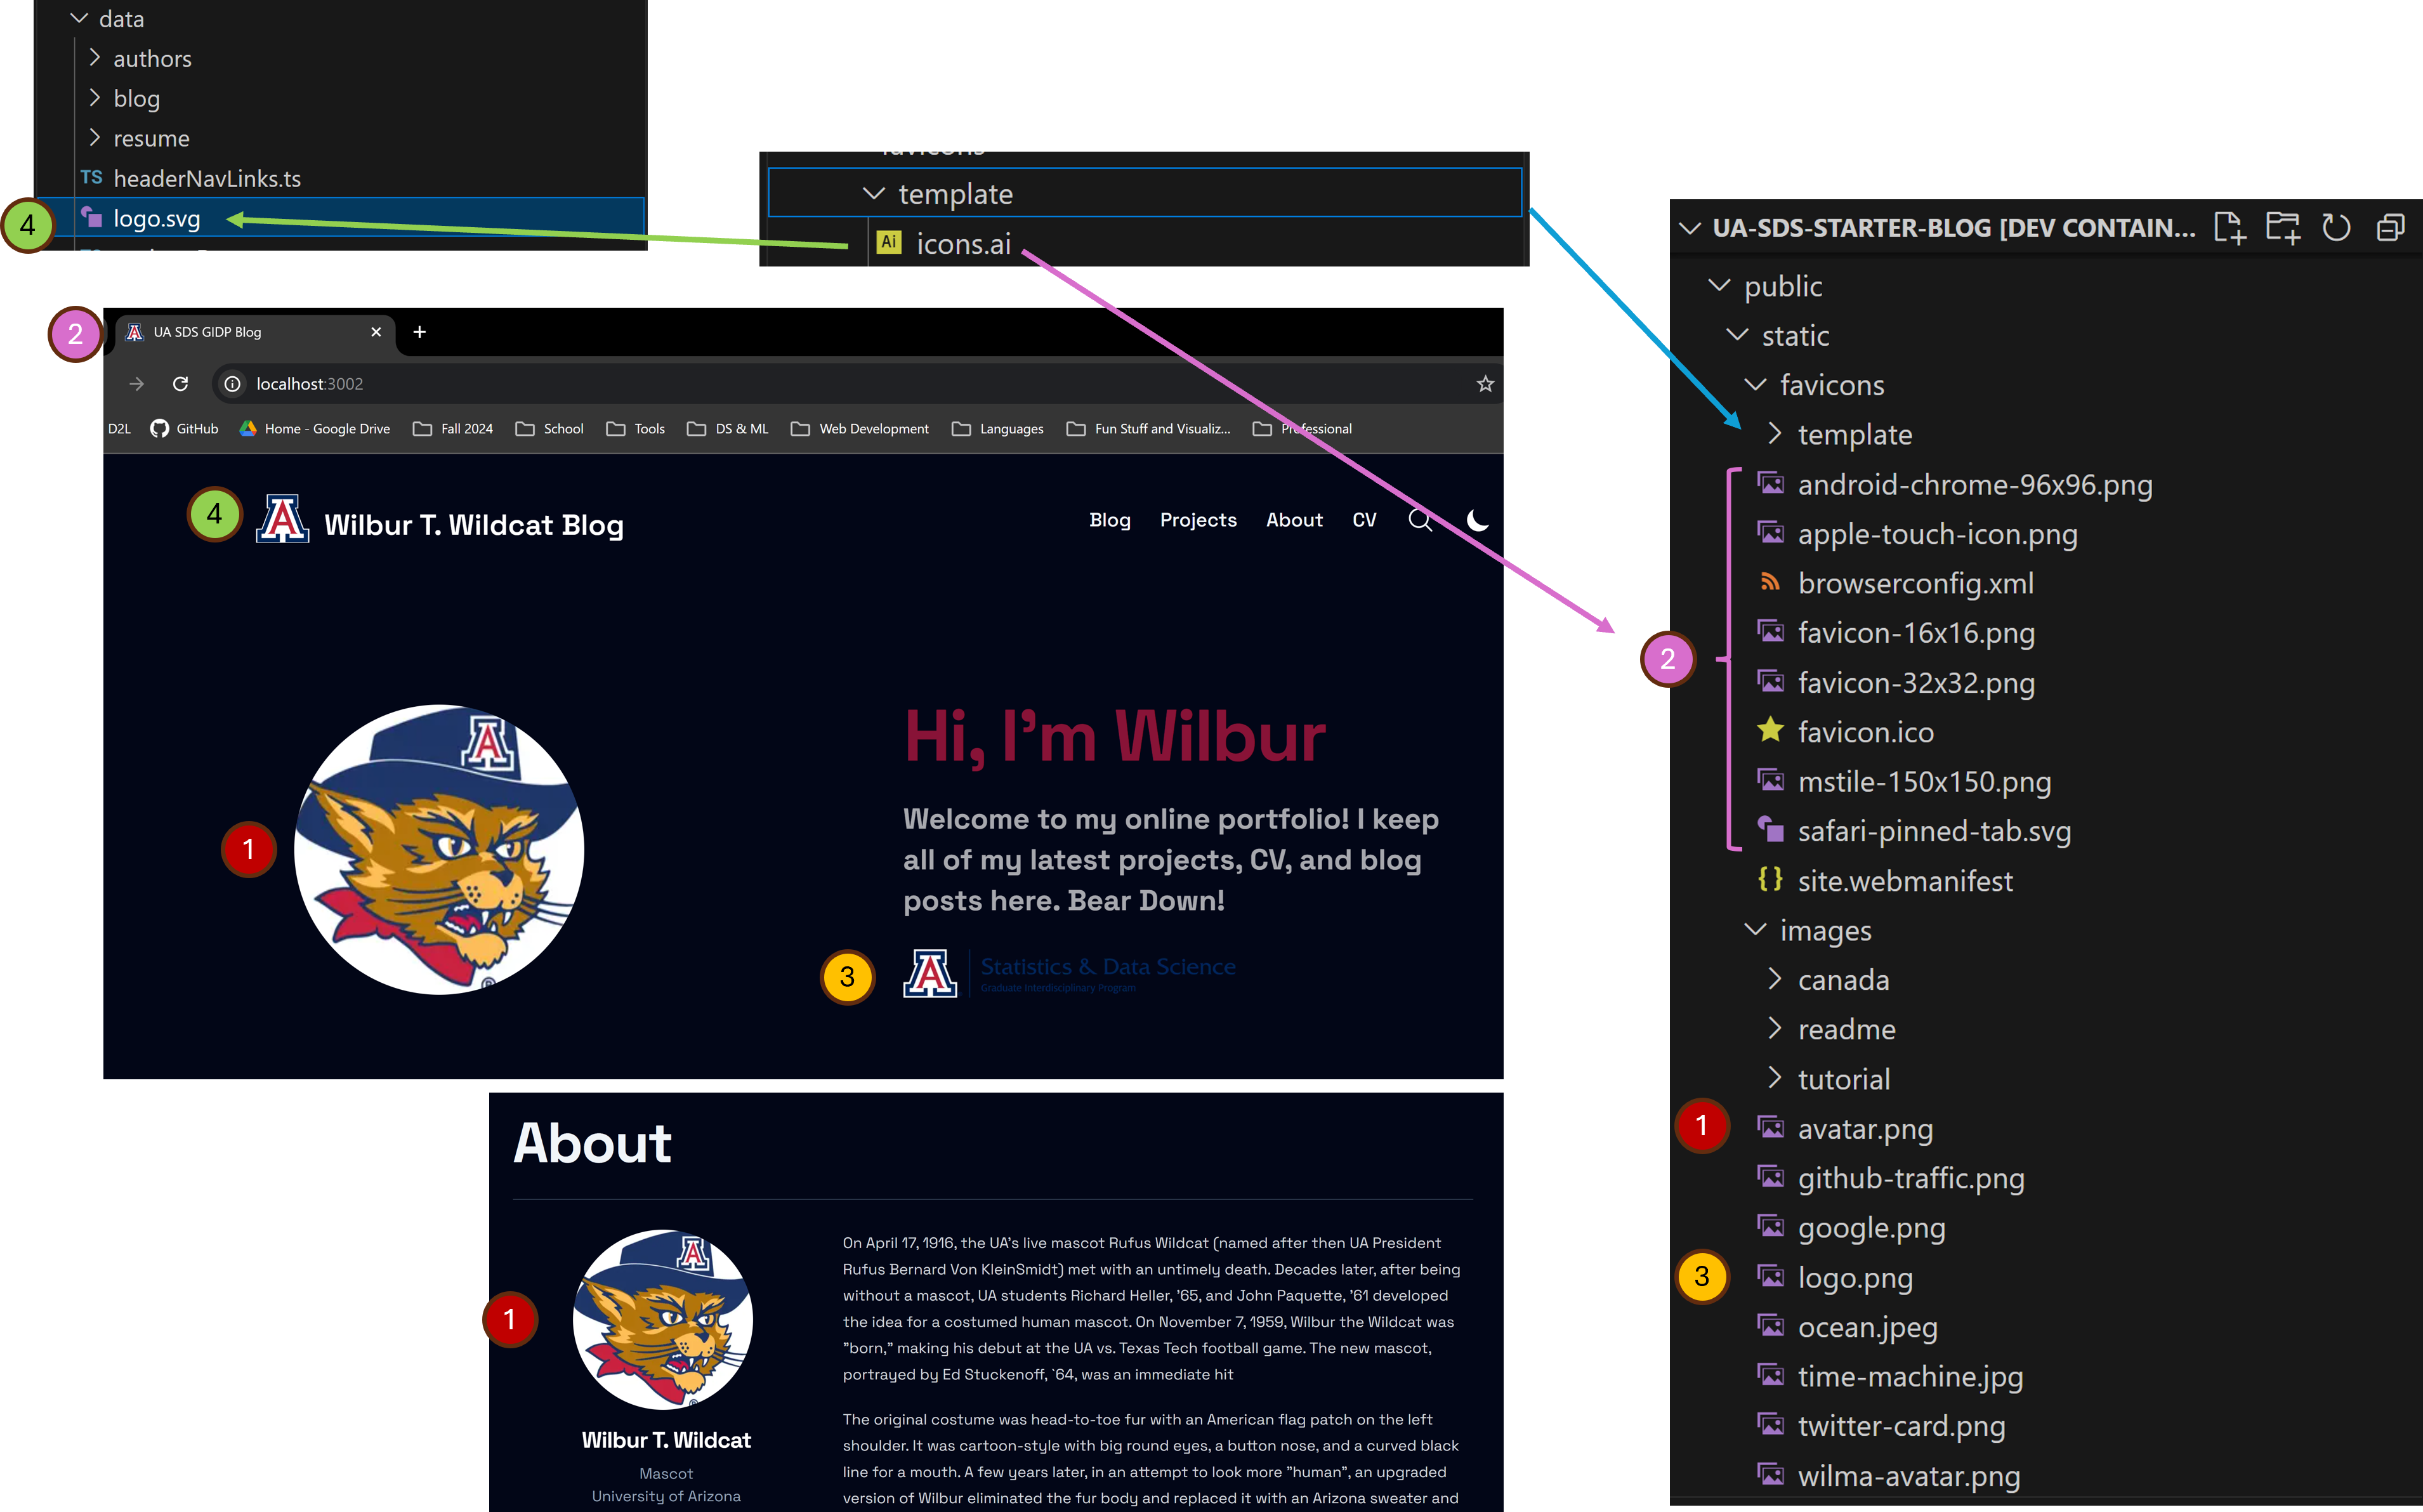 data
authors
blog
resume
TS headerNavLinks.ts
4
logo.svg
favicons
template
Ai icons.ai
2
UA SDS GIDP Blog
localhost:3002
D2L GitHub Home - Google Drive Fall 2024 School Tools DS & ML Web Development Languages Fun Stuff and Visualiz... Professional
4
Wilbur T. Wildcat Blog
Blog Projects About CV
1
Hi, I'm Wilbur
Welcome to my online portfolio! I keep
all of my latest projects, CV, and blog
posts here. Bear Down!
3
A Statistics & Data Science
Graduate Interdisciplinary Program
About
1
Wilbur T. Wildcat
Mascot
University of Arizona
On April 17, 1916, the UA's live mascot Rufus Wildcat (named after then UA President
Rufus Bernard Von KleinSmidt) met with an untimely death. Decades later, after being
without a mascot, UA students Richard Heller, '65, and John Paquette, '61 developed
the idea for a costumed human mascot. On November 7, 1959, Wilbur the Wildcat was
"born," making his debut at the UA vs. Texas Tech football game. The new mascot,
portrayed by Ed Stuckenoff, `64, was an immediate hit
The original costume was head-to-toe fur with an American flag patch on the left
shoulder. It was cartoon-style with big round eyes, a button nose, and a curved black
line for a mouth. A few years later, in an attempt to look more "human", an upgraded
version of Wilbur eliminated the fur body and replaced it with an Arizona sweater and
UA-SDS-STARTER-BLOG [DEV CONTAIN...
public
static
favicons
template
android-chrome-96x96.png
apple-touch-icon.png
browserconfig.xml
favicon-16x16.png
2
favicon-32x32.png
favicon.ico
mstile-150x150.png
safari-pinned-tab.svg
{} site.webmanifest
images
canada
readme
tutorial
1
avatar.png
github-traffic.png
google.png
3
logo.png
ocean.jpeg
time-machine.jpg
twitter-card.png
wilma-avatar.png